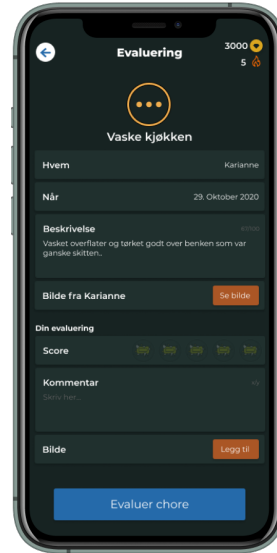 Evaluering
3000
5
Vaske kjøkken
Hvem
Karianne
Når
29. Oktober 2020
Beskrivelse
Vasket overflater og tørket godt over benken som var
ganske skitten..
Bilde fra Karianne
Se bilde
Din evaluering
Score
Kommentar
Skriv her...
Bilde
Legg til
Evaluer chore